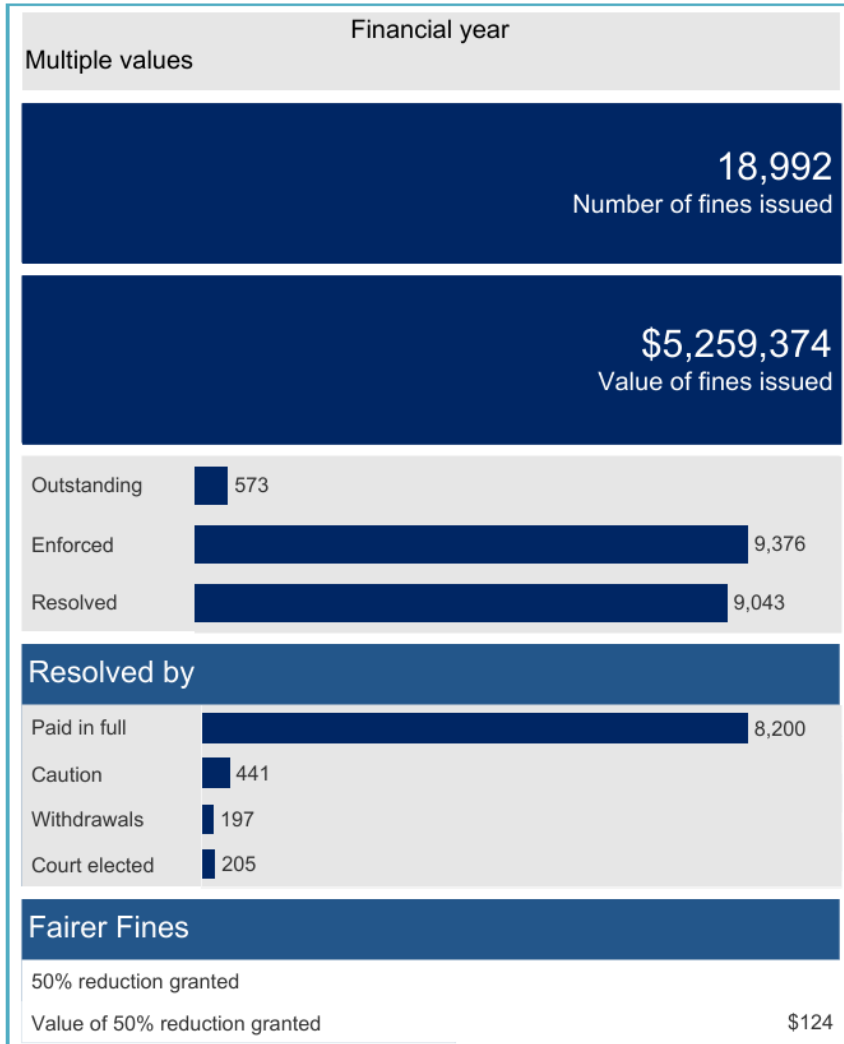 Financial year
Multiple values
18,992
Number of fines issued
$5,259,374
Value of fines issued
Outstanding 573
Enforced 9,376
Resolved 9,043
Resolved by
Paid in full 8,200
Caution 441
Withdrawals 197
Court elected 205
Fairer Fines
50% reduction granted
Value of 50% reduction granted $124